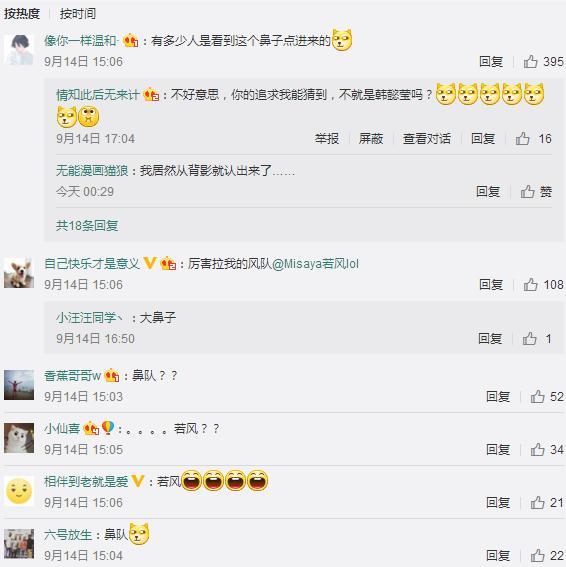 按热度 按时间
像你一样温和-：有多少人是看到这个鼻子点进来的
9月14日 15:06 回复 395
情知此后无来计：不好意思，你的追求我能猜到，不就是韩懿莹吗？
9月14日 17:04 举报 屏蔽 查看对话 回复 16
无能漫画猫狼：我居然从背影就认出来了……
今天 00:29 回复 赞
共18条回复
自己快乐才是意义：厉害拉我的风队@Misaya若风lol
9月14日 15:06 回复 108
小汪汪同学丶：大鼻子
9月14日 16:50 回复 1
香蕉哥哥w：鼻队？？
9月14日 15:03 回复 52
小仙喜：。。。。若风？？
9月14日 15:05 回复 34
相伴到老就是爱：若风
9月14日 15:06 回复 21
六号放生：鼻队
9月14日 15:04 回复 22